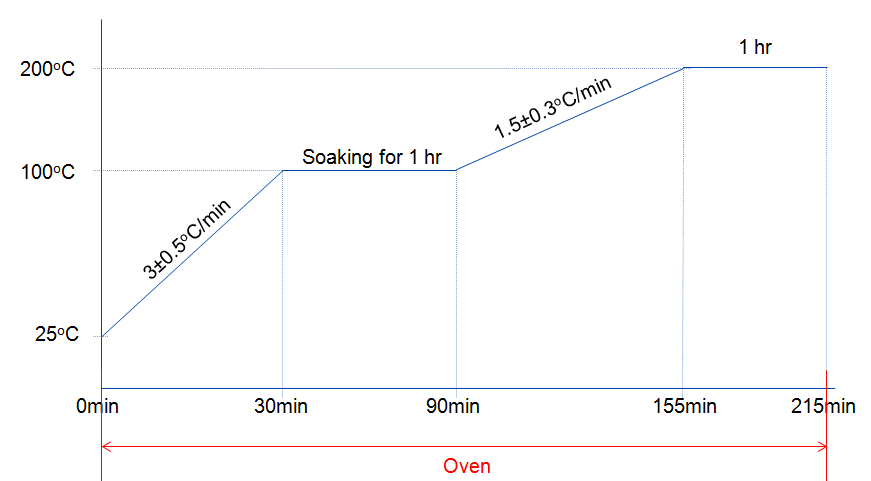 1 hr
200°C
1.5±0.3°C/min
Soaking for 1 hr
100°C
3±0.5°C/min
25°C
0min
30min
90min
155min
215min
Oven